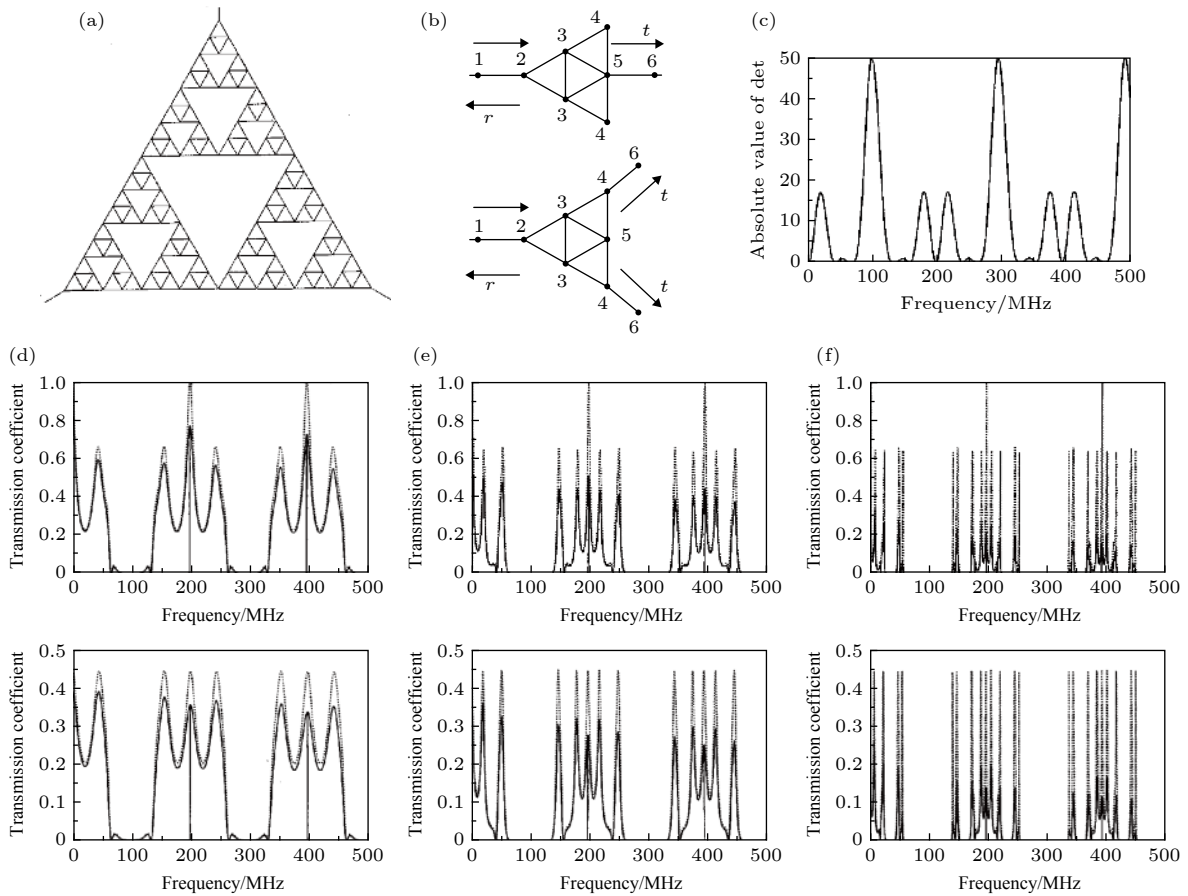 (a)
(b)
4
3
t
1
2
5
6
r
3
4
6
4
t
3
1
2
5
r
3
t
4
6
(c)
Absolute value of det
50
40
30
20
10
0
0 100 200 300 400 500
Frequency/MHz
(d)
Transmission coefficient
1.0
0.8
0.6
0.4
0.2
0
0 100 200 300 400 500
Frequency/MHz
(e)
Transmission coefficient
1.0
0.8
0.6
0.4
0.2
0
0 100 200 300 400 500
Frequency/MHz
(f)
Transmission coefficient
1.0
0.8
0.6
0.4
0.2
0
0 100 200 300 400 500
Frequency/MHz
Transmission coefficient
0.5
0.4
0.3
0.2
0.1
0
0 100 200 300 400 500
Frequency/MHz
Transmission coefficient
0.5
0.4
0.3
0.2
0.1
0
0 100 200 300 400 500
Frequency/MHz
Transmission coefficient
0.5
0.4
0.3
0.2
0.1
0
0 100 200 300 400 500
Frequency/MHz